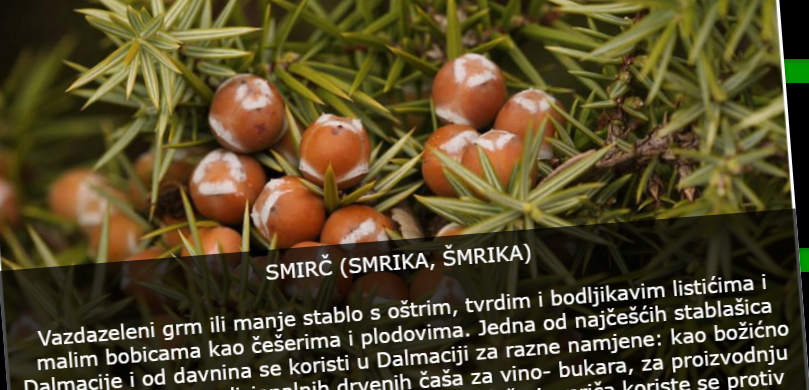 SMIRČ (SMRIKA, ŠMRIKA)
Vazdazeleni grm ili manje stablo s oštrim, tvrdim i bodljikavim listićima i
malim bobicama kao češerima i plodovima. Jedna od najčešćih stablašica
Dalmacije i od davnina se koristi u Dalmaciji za razne namjene: kao božićno
drvenih čaša za vino- bukara, za proizvodnju
koriste se protiv